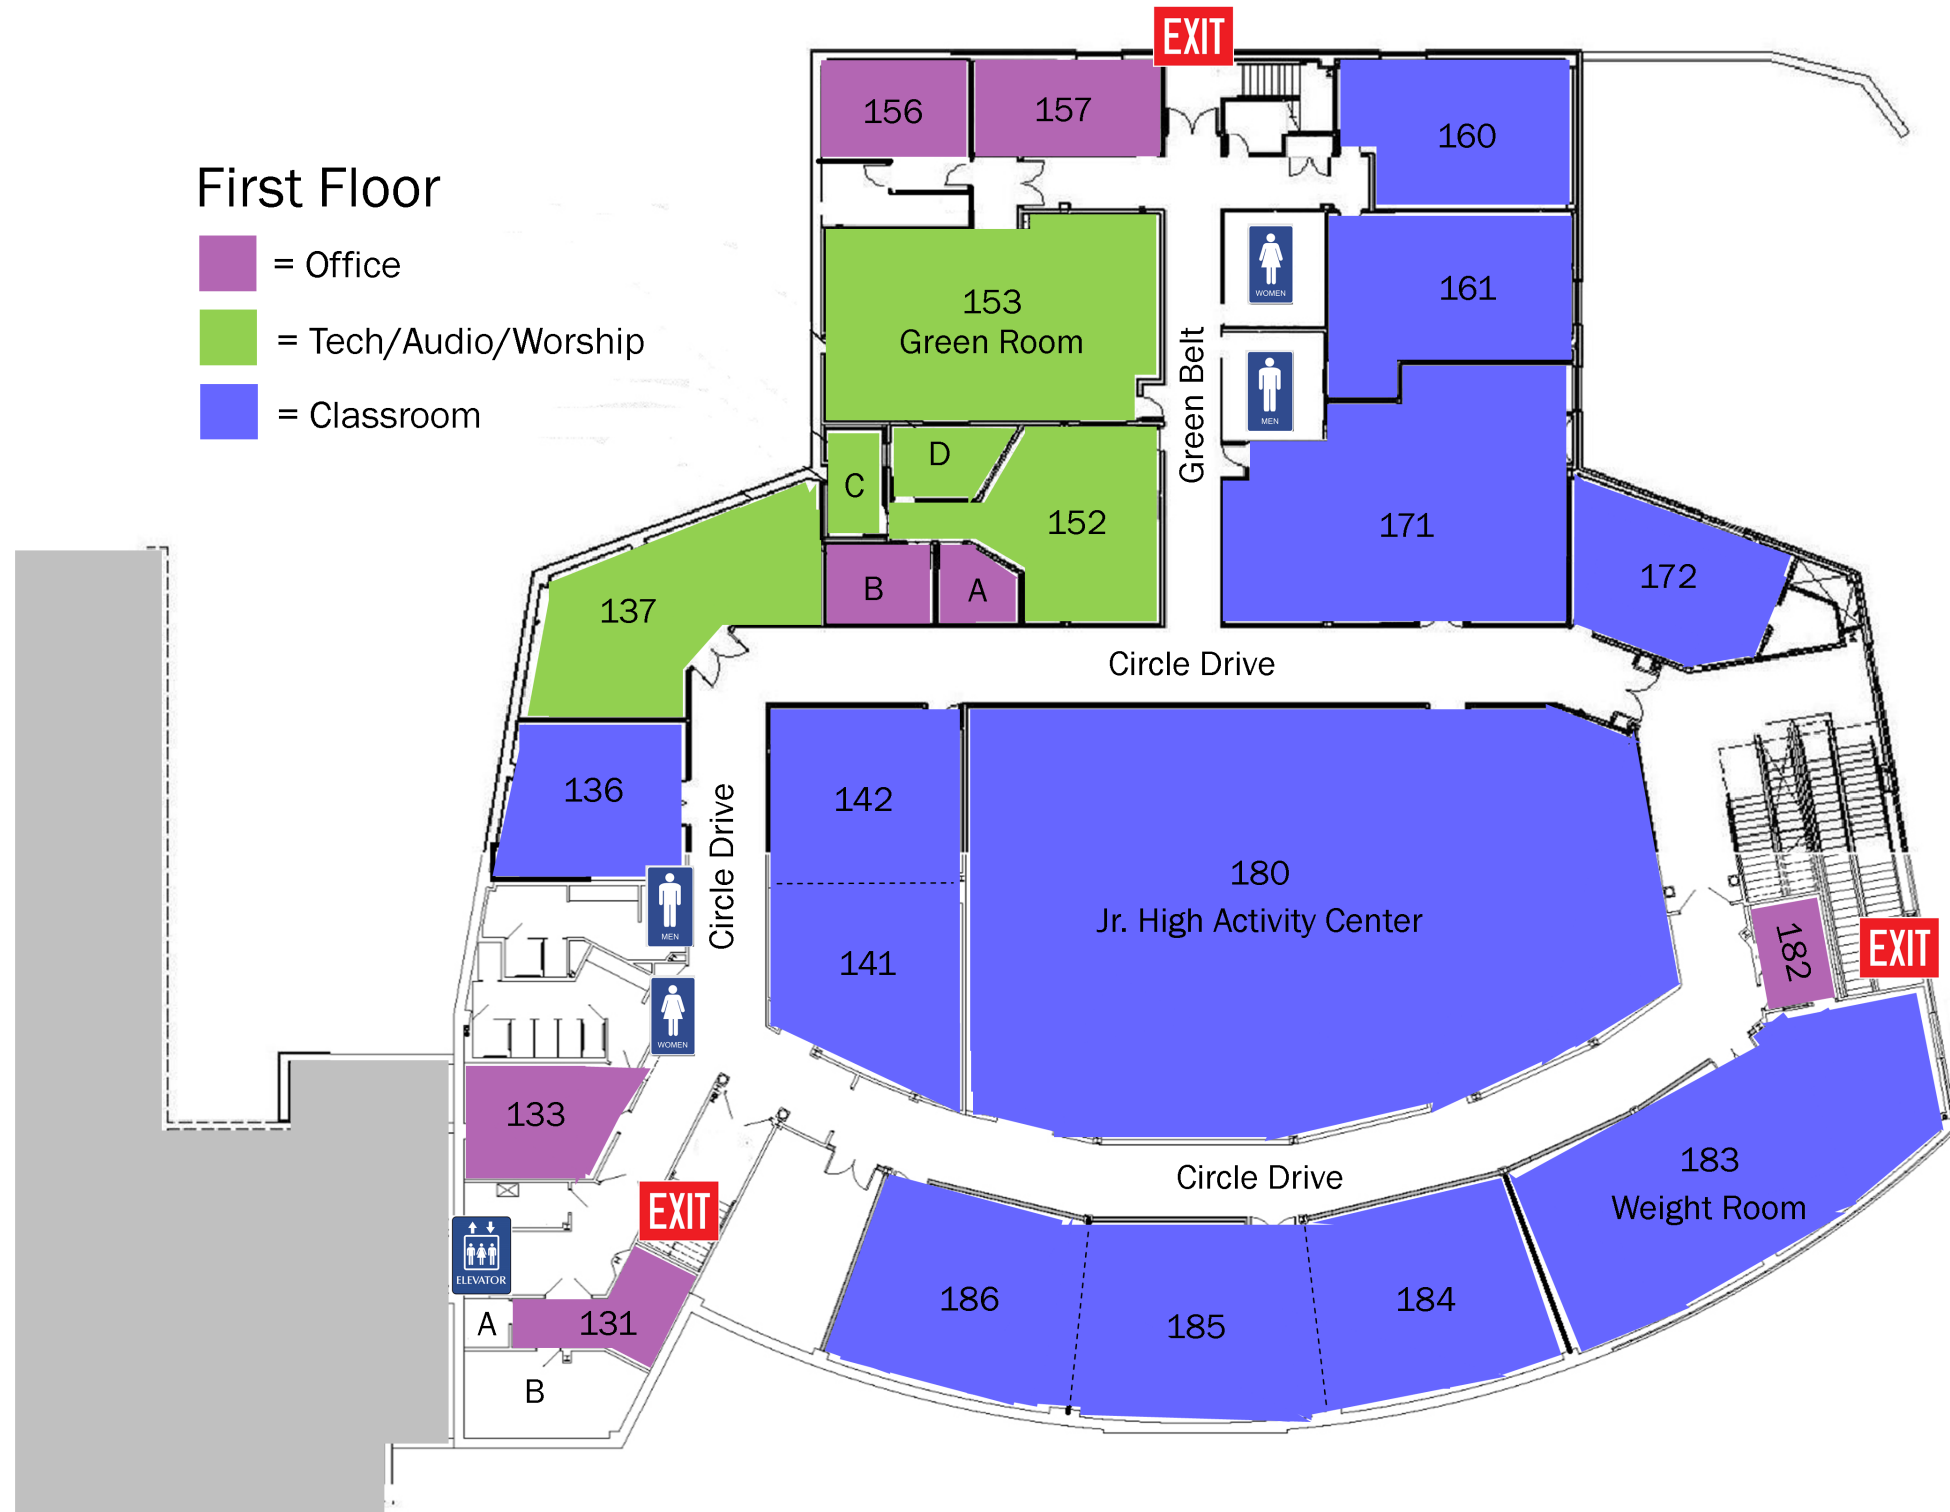 EXIT
156
157
160
First Floor
= Office
= Tech/Audio/Worship
= Classroom
153
Green Room
WOMEN
161
Green Belt
MEN
C
D
152
171
172
B
A
137
Circle Drive
136
142
Circle Drive
180
Jr. High Activity Center
141
MEN
WOMEN
182
EXIT
133
Circle Drive
183
Weight Room
EXIT
ELEVATOR
A
131
B
186
185
184